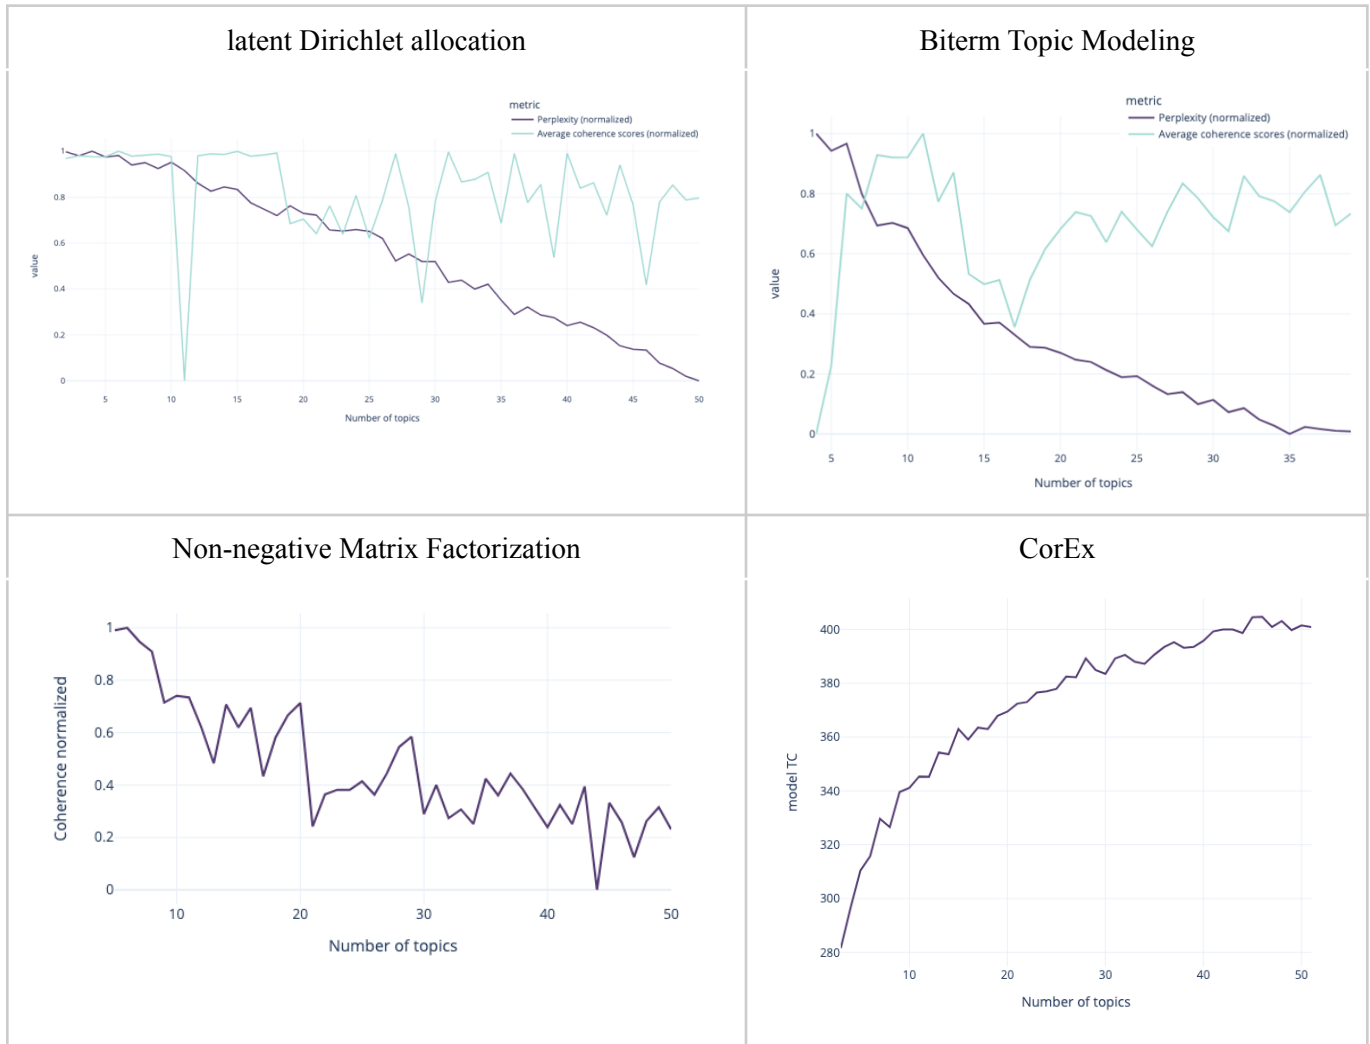 latent Dirichlet allocation
Biterm Topic Modeling
metric
Perplexity (normalized)
Average coherence scores (normalized)
1
0.8
0.6
0.4
0.2
0
value
5 10 15 20 25 30 35 40 45 50
Number of topics
metric
Perplexity (normalized)
Average coherence scores (normalized)
1
0.8
0.6
0.4
0.2
0
value
5 10 15 20 25 30 35
Number of topics
Non-negative Matrix Factorization
CorEx
1
0.8
0.6
0.4
0.2
0
Coherence normalized
10 20 30 40 50
Number of topics
400
380
360
340
320
300
280
model TC
10 20 30 40 50
Number of topics